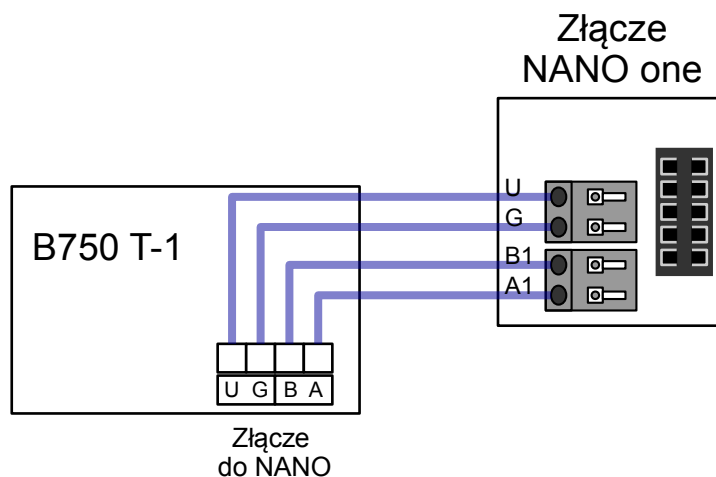 Złącze
NANO one
U
G
B1
A1
B750 T-1
U G B A
Złącze
do NANO